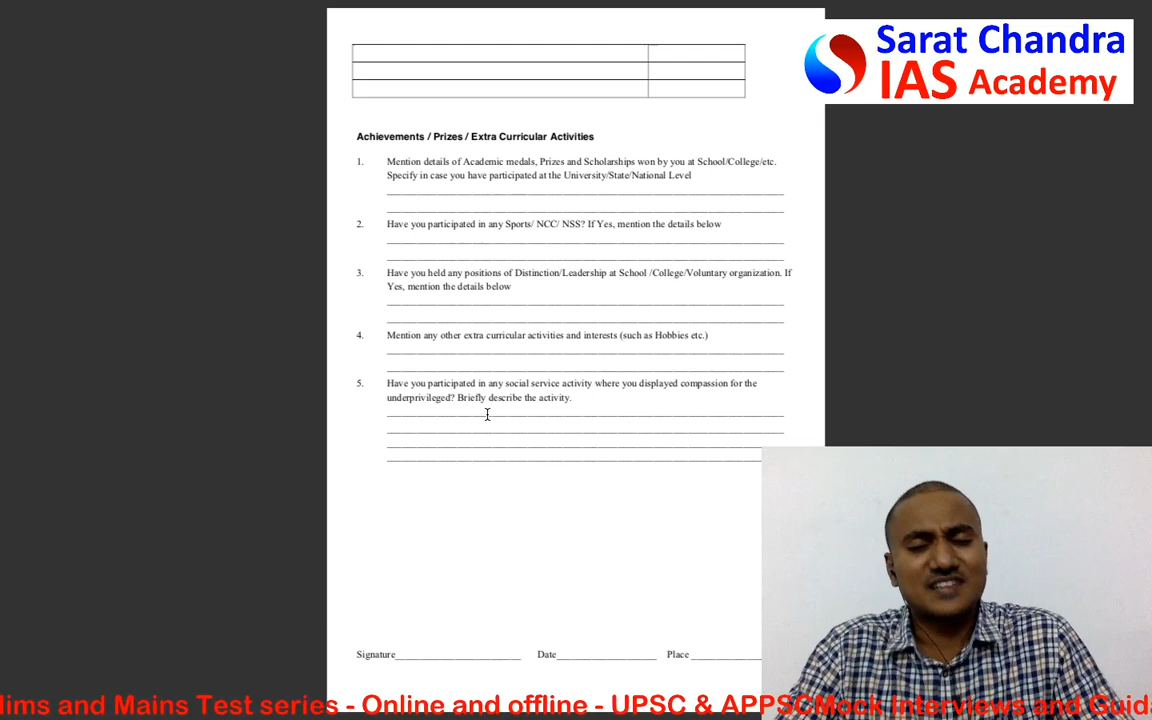 Sarat Chandra
IAS Academy
Achievements / Prizes / Extra Curricular Activities
1. Mention details of Academic medals, Prizes and Scholarships won by you at School/College/etc.
Specify in case you have participated at the University/State/National Level
2. Have you participated in any Sports/ NCC/ NSS? If Yes, mention the details below
3. Have you held any positions of Distinction/Leadership at School /College/Voluntary organization. If
Yes, mention the details below
4. Mention any other extra curricular activities and interests (such as Hobbies etc.)
5. Have you participated in any social service activity where you displayed compassion for the
underprivileged? Briefly describe the activity.
Signature Date Place
lims and Mains Test series - Online and offline - UPSC & APPSCMock Interviews and Guid